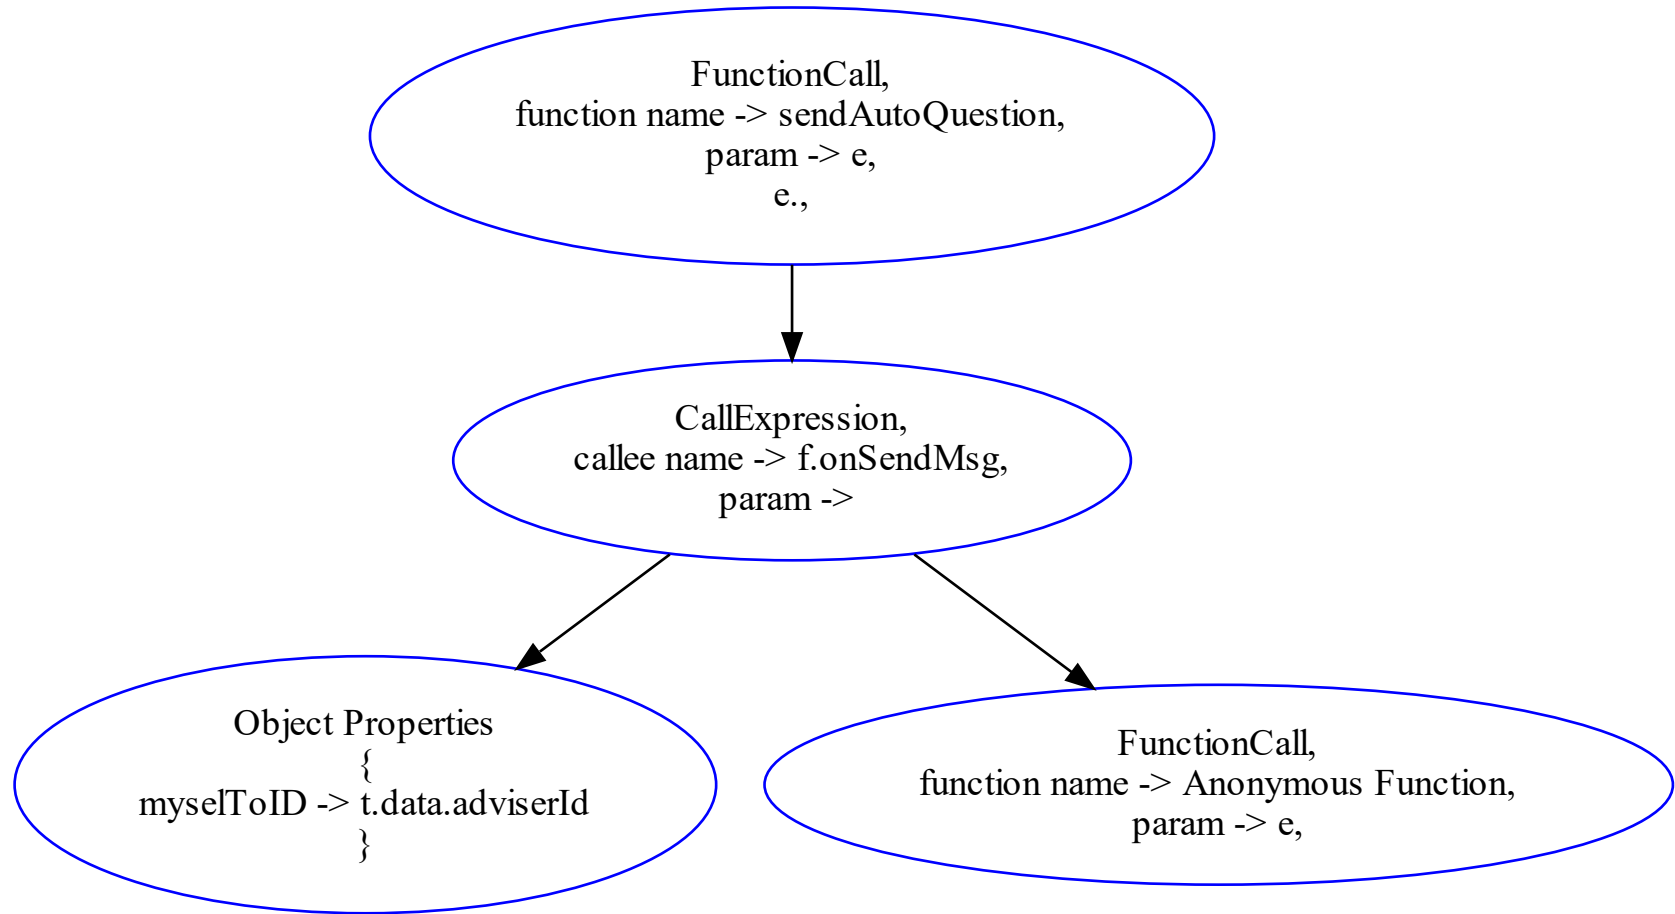 FunctionCall,
function name -> sendAutoQuestion,
param -> e,
e.,
CallExpression,
callee name -> f.onSendMsg,
param ->
Object Properties
{
myselToID -> t.data.adviserId
}
FunctionCall,
function name -> Anonymous Function,
param -> e,